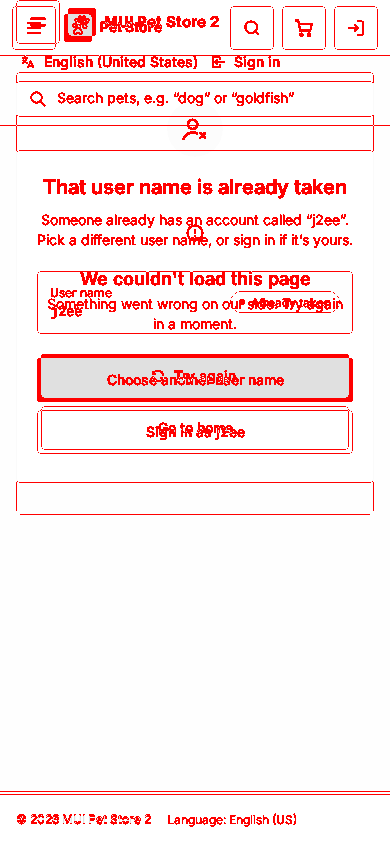 MUI Pet Store 2
Pet Store
English (United States) Sign in
Search pets, e.g. “dog” or “goldfish”
That user name is already taken
Someone already has an account called “j2ee”.
Pick a different user name, or sign in if it’s yours.
We couldn't load this page
User name
Something went wrong on our side. Try again
Already taken
j2ee
in a moment.
Try again
Choose another user name
Go to home
Sign in as j2ee
© 2026 MUI Pet Store 2 Language: English (US)